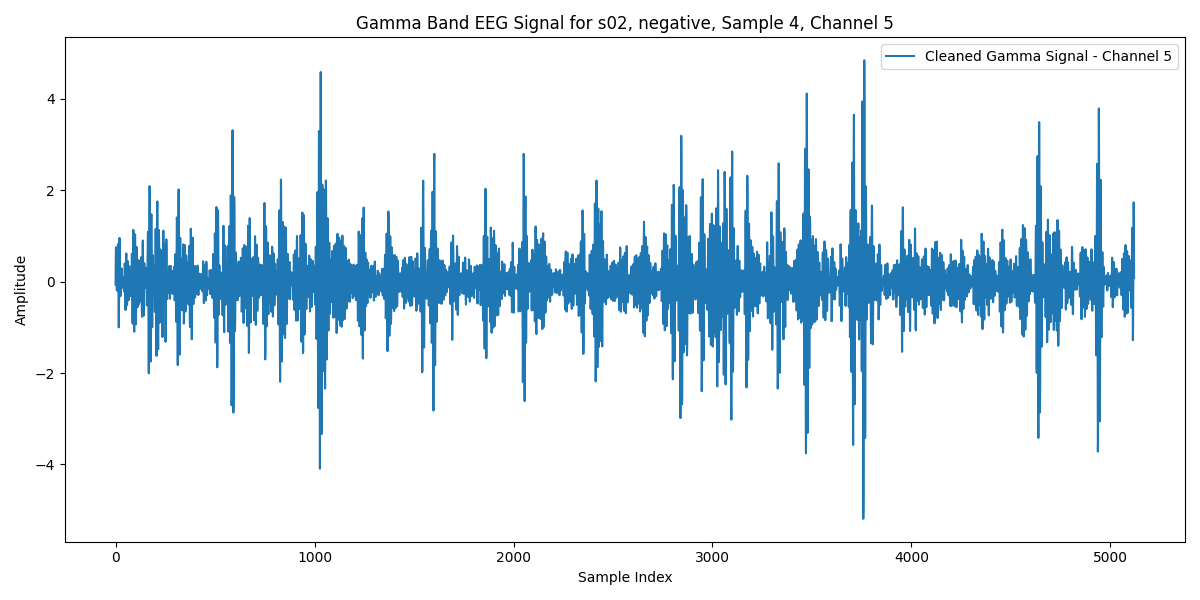 Gamma Band EEG Signal for s02, negative, Sample 4, Channel 5
Cleaned Gamma Signal - Channel 5
Amplitude
4
2
0
−2
−4
0 1000 2000 3000 4000 5000
Sample Index